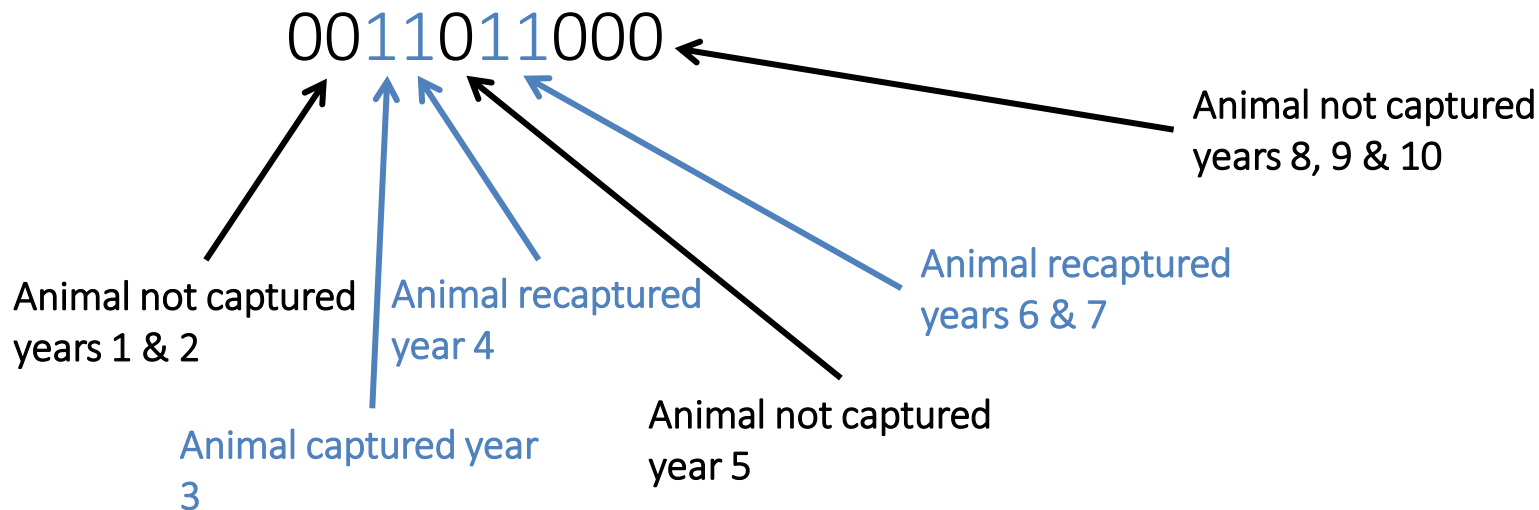 0011011000
Animal not captured
years 8, 9 & 10
Animal recaptured
years 6 & 7
Animal not captured
years 1 & 2
Animal recaptured
year 4
Animal not captured
year 5
Animal captured year
3